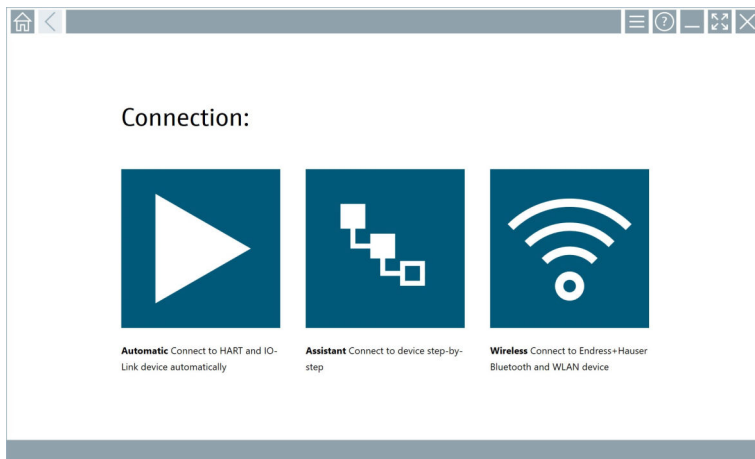 Connection:
Automatic Connect to HART and IO-
Link device automatically
Assistant Connect to device step-by-
step
Wireless Connect to Endress+Hauser
Bluetooth and WLAN device